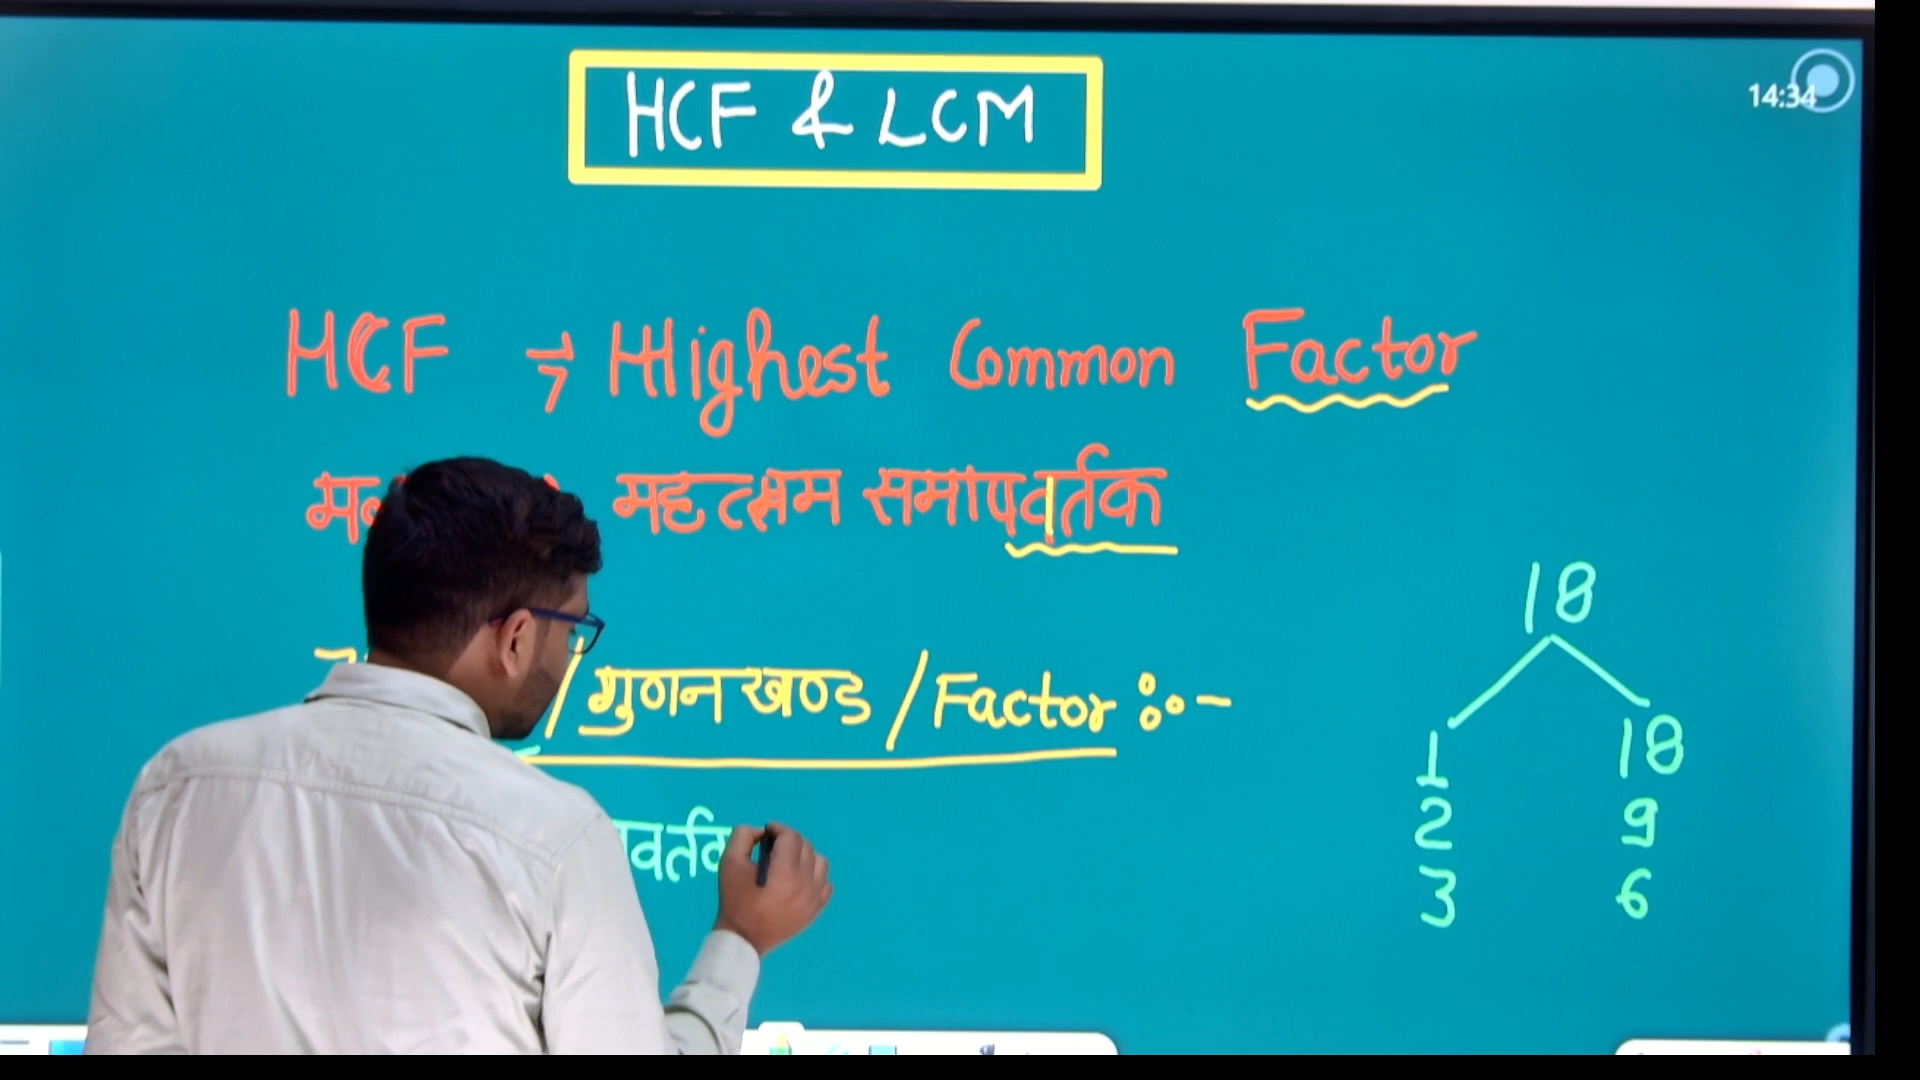 HCF & LCM
14:34
HCF → Highest Common Factor
महत्तम समापवर्तक
/ गुणनखण्ड / Factor :-
18
1 18
2 9
3 6